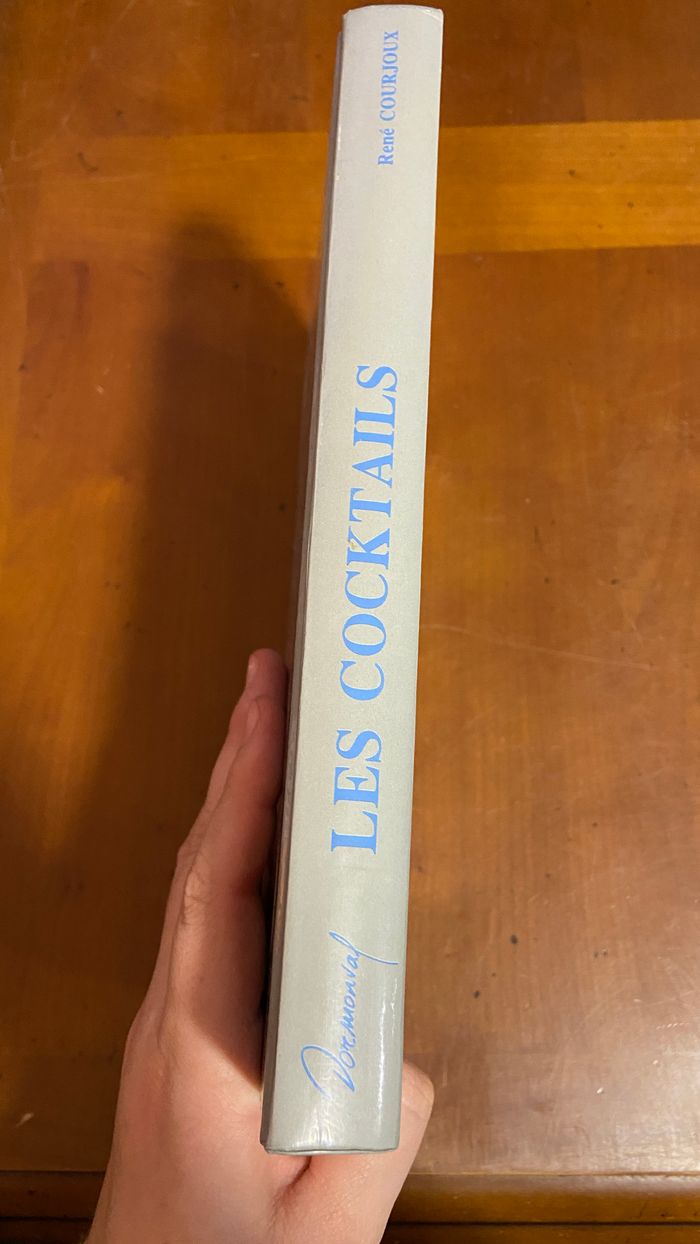 Dormonval
LES COCKTAILS
René COURJOUX